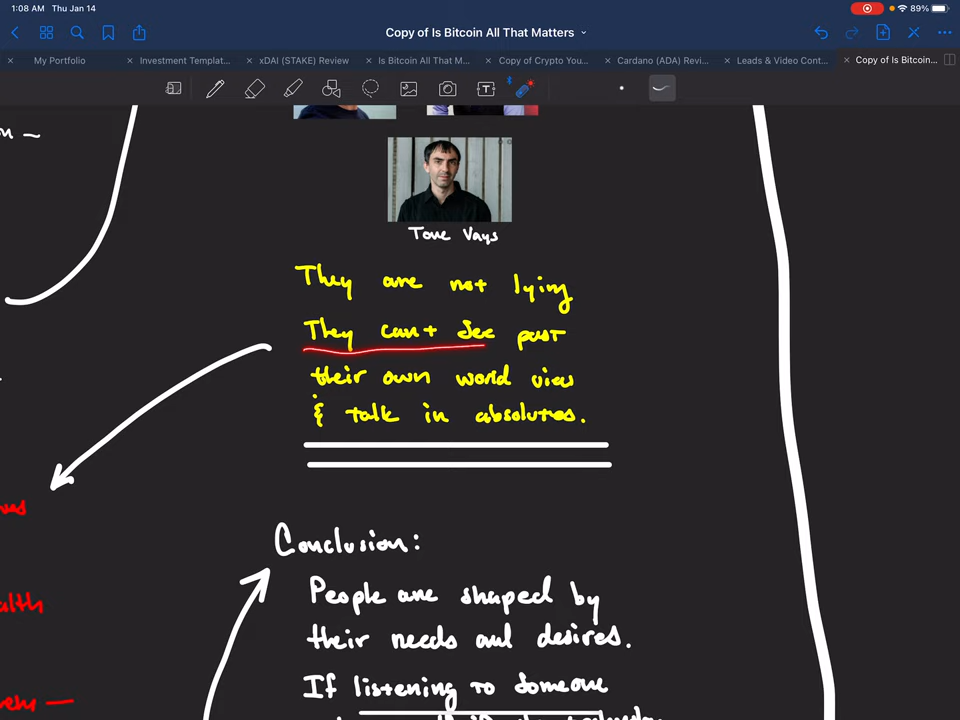 1:08 AM Thu Jan 14
89%
Copy of Is Bitcoin All That Matters
My Portfolio
Investment Templat...
xDAI (STAKE) Review
Is Bitcoin All That M...
Copy of Crypto You...
Cardano (ADA) Revi...
Leads & Video Cont...
Copy of Is Bitcoin...
Tone Vays
They are not lying
They can't see past
their own world view
& talk in absolutes.
Conclusion:
People are shaped by
their needs and desires.
If listening to someone